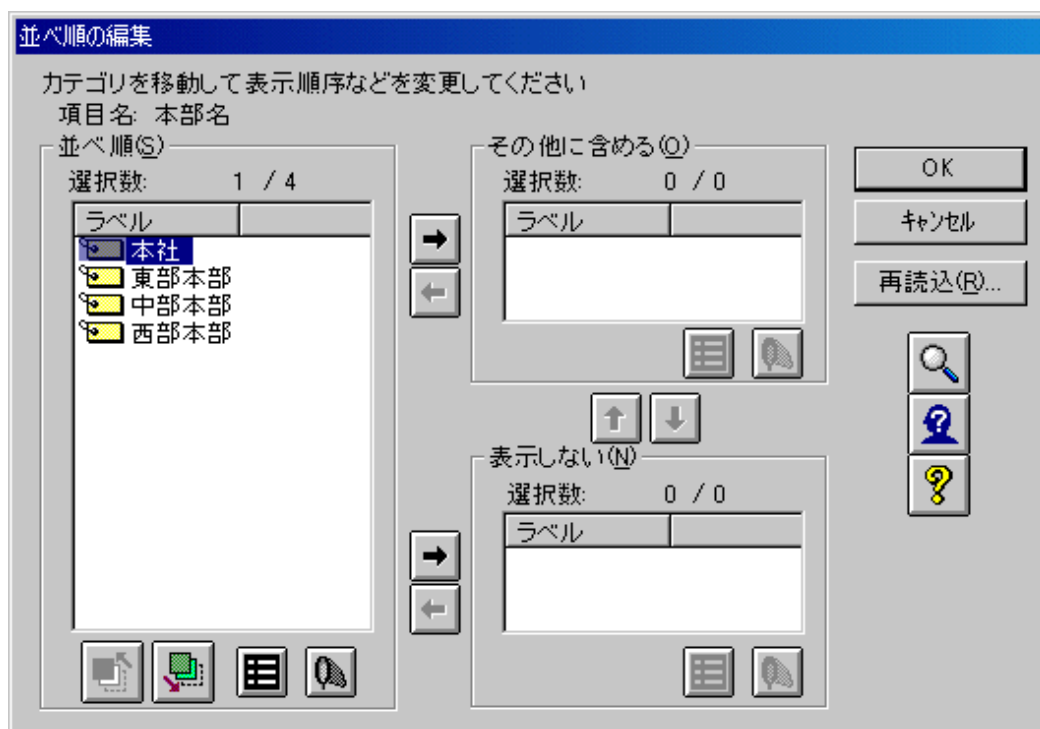 並べ順の編集
カテゴリを移動して表示順序などを変更してください
項目名: 本部名
並べ順(S)
選択数: 1 / 4
ラベル
本社
東部本部
中部本部
西部本部
その他に含める(O)
選択数: 0 / 0
ラベル
表示しない(N)
選択数: 0 / 0
ラベル
OK
ｷｬﾝｾﾙ
再読込(R)...